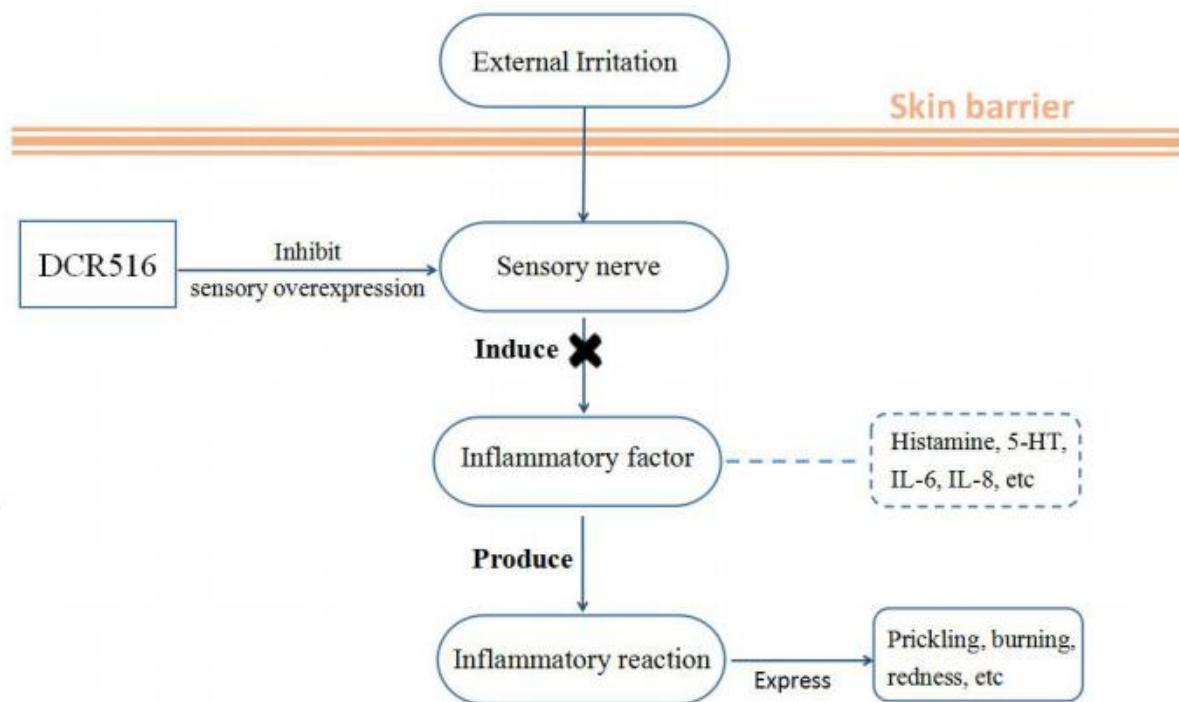 External Irritation
Skin barrier
DCR516
Inhibit
sensory overexpression
Sensory nerve
Induce
Inflammatory factor
Histamine, 5-HT,
IL-6, IL-8, etc
Produce
Inflammatory reaction
Express
Prickling, burning,
redness, etc